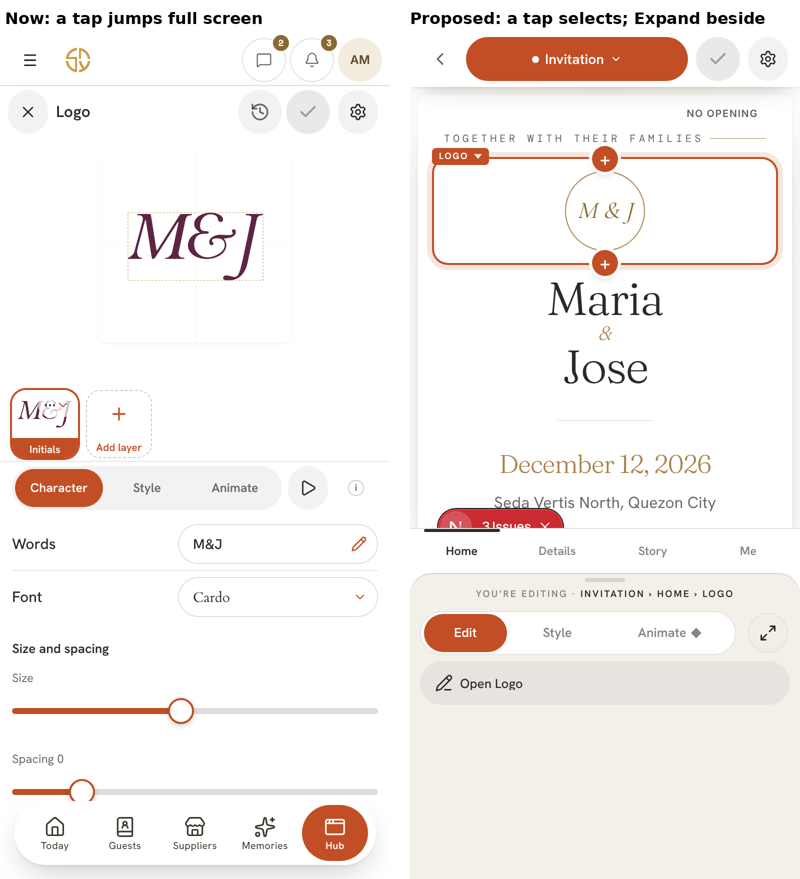 Now: a tap jumps full screen
2
3
AM
Logo
M&J
M&J
Initials
Add layer
Character
Style
Animate
Words
M&J
Font
Cardo
Size and spacing
Size
Spacing 0
Today
Guests
Suppliers
Memories
Hub
Proposed: a tap selects; Expand beside
Invitation
NO OPENING
TOGETHER WITH THEIR FAMILIES
LOGO
M & J
Maria
&
Jose
December 12, 2026
Seda Vertis North, Quezon City
3 Issues
Home
Details
Story
Me
YOU'RE EDITING · INVITATION › HOME › LOGO
Edit
Style
Animate
Open Logo